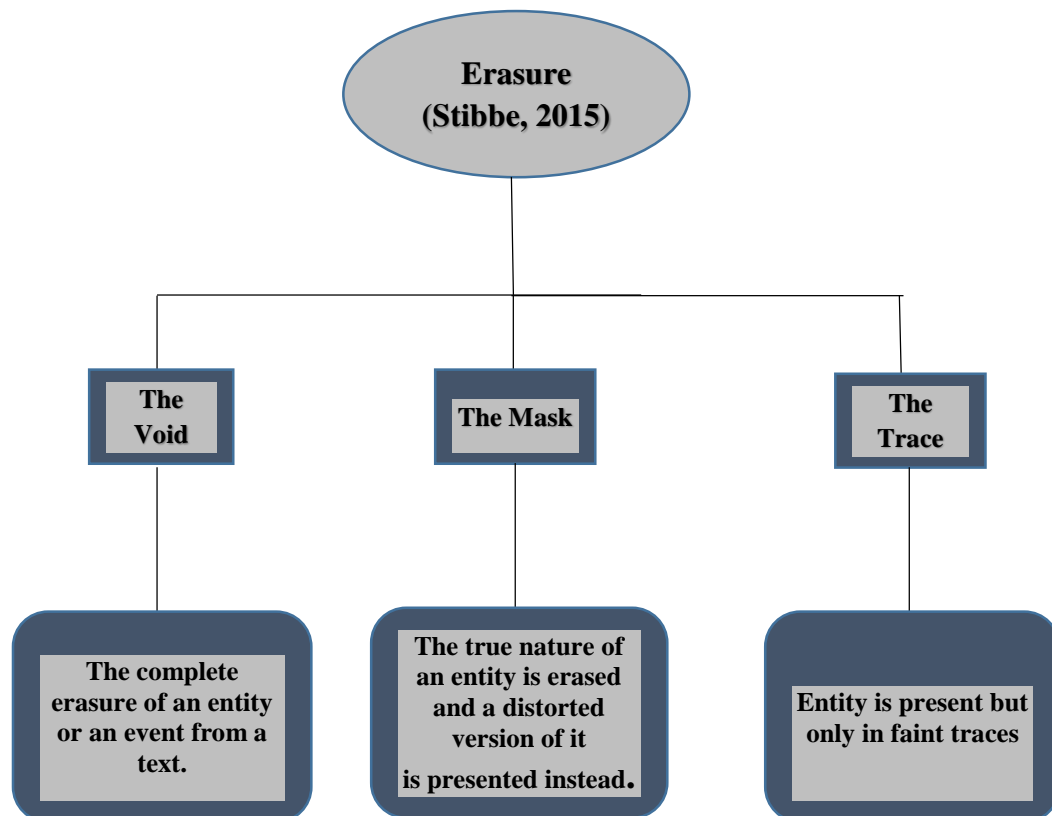 Erasure
(Stibbe, 2015)
The
Void
The Mask
The
Trace
The complete
erasure of an entity
or an event from a
text.
The true nature of
an entity is erased
and a distorted
version of it
is presented instead.
Entity is present but
only in faint traces